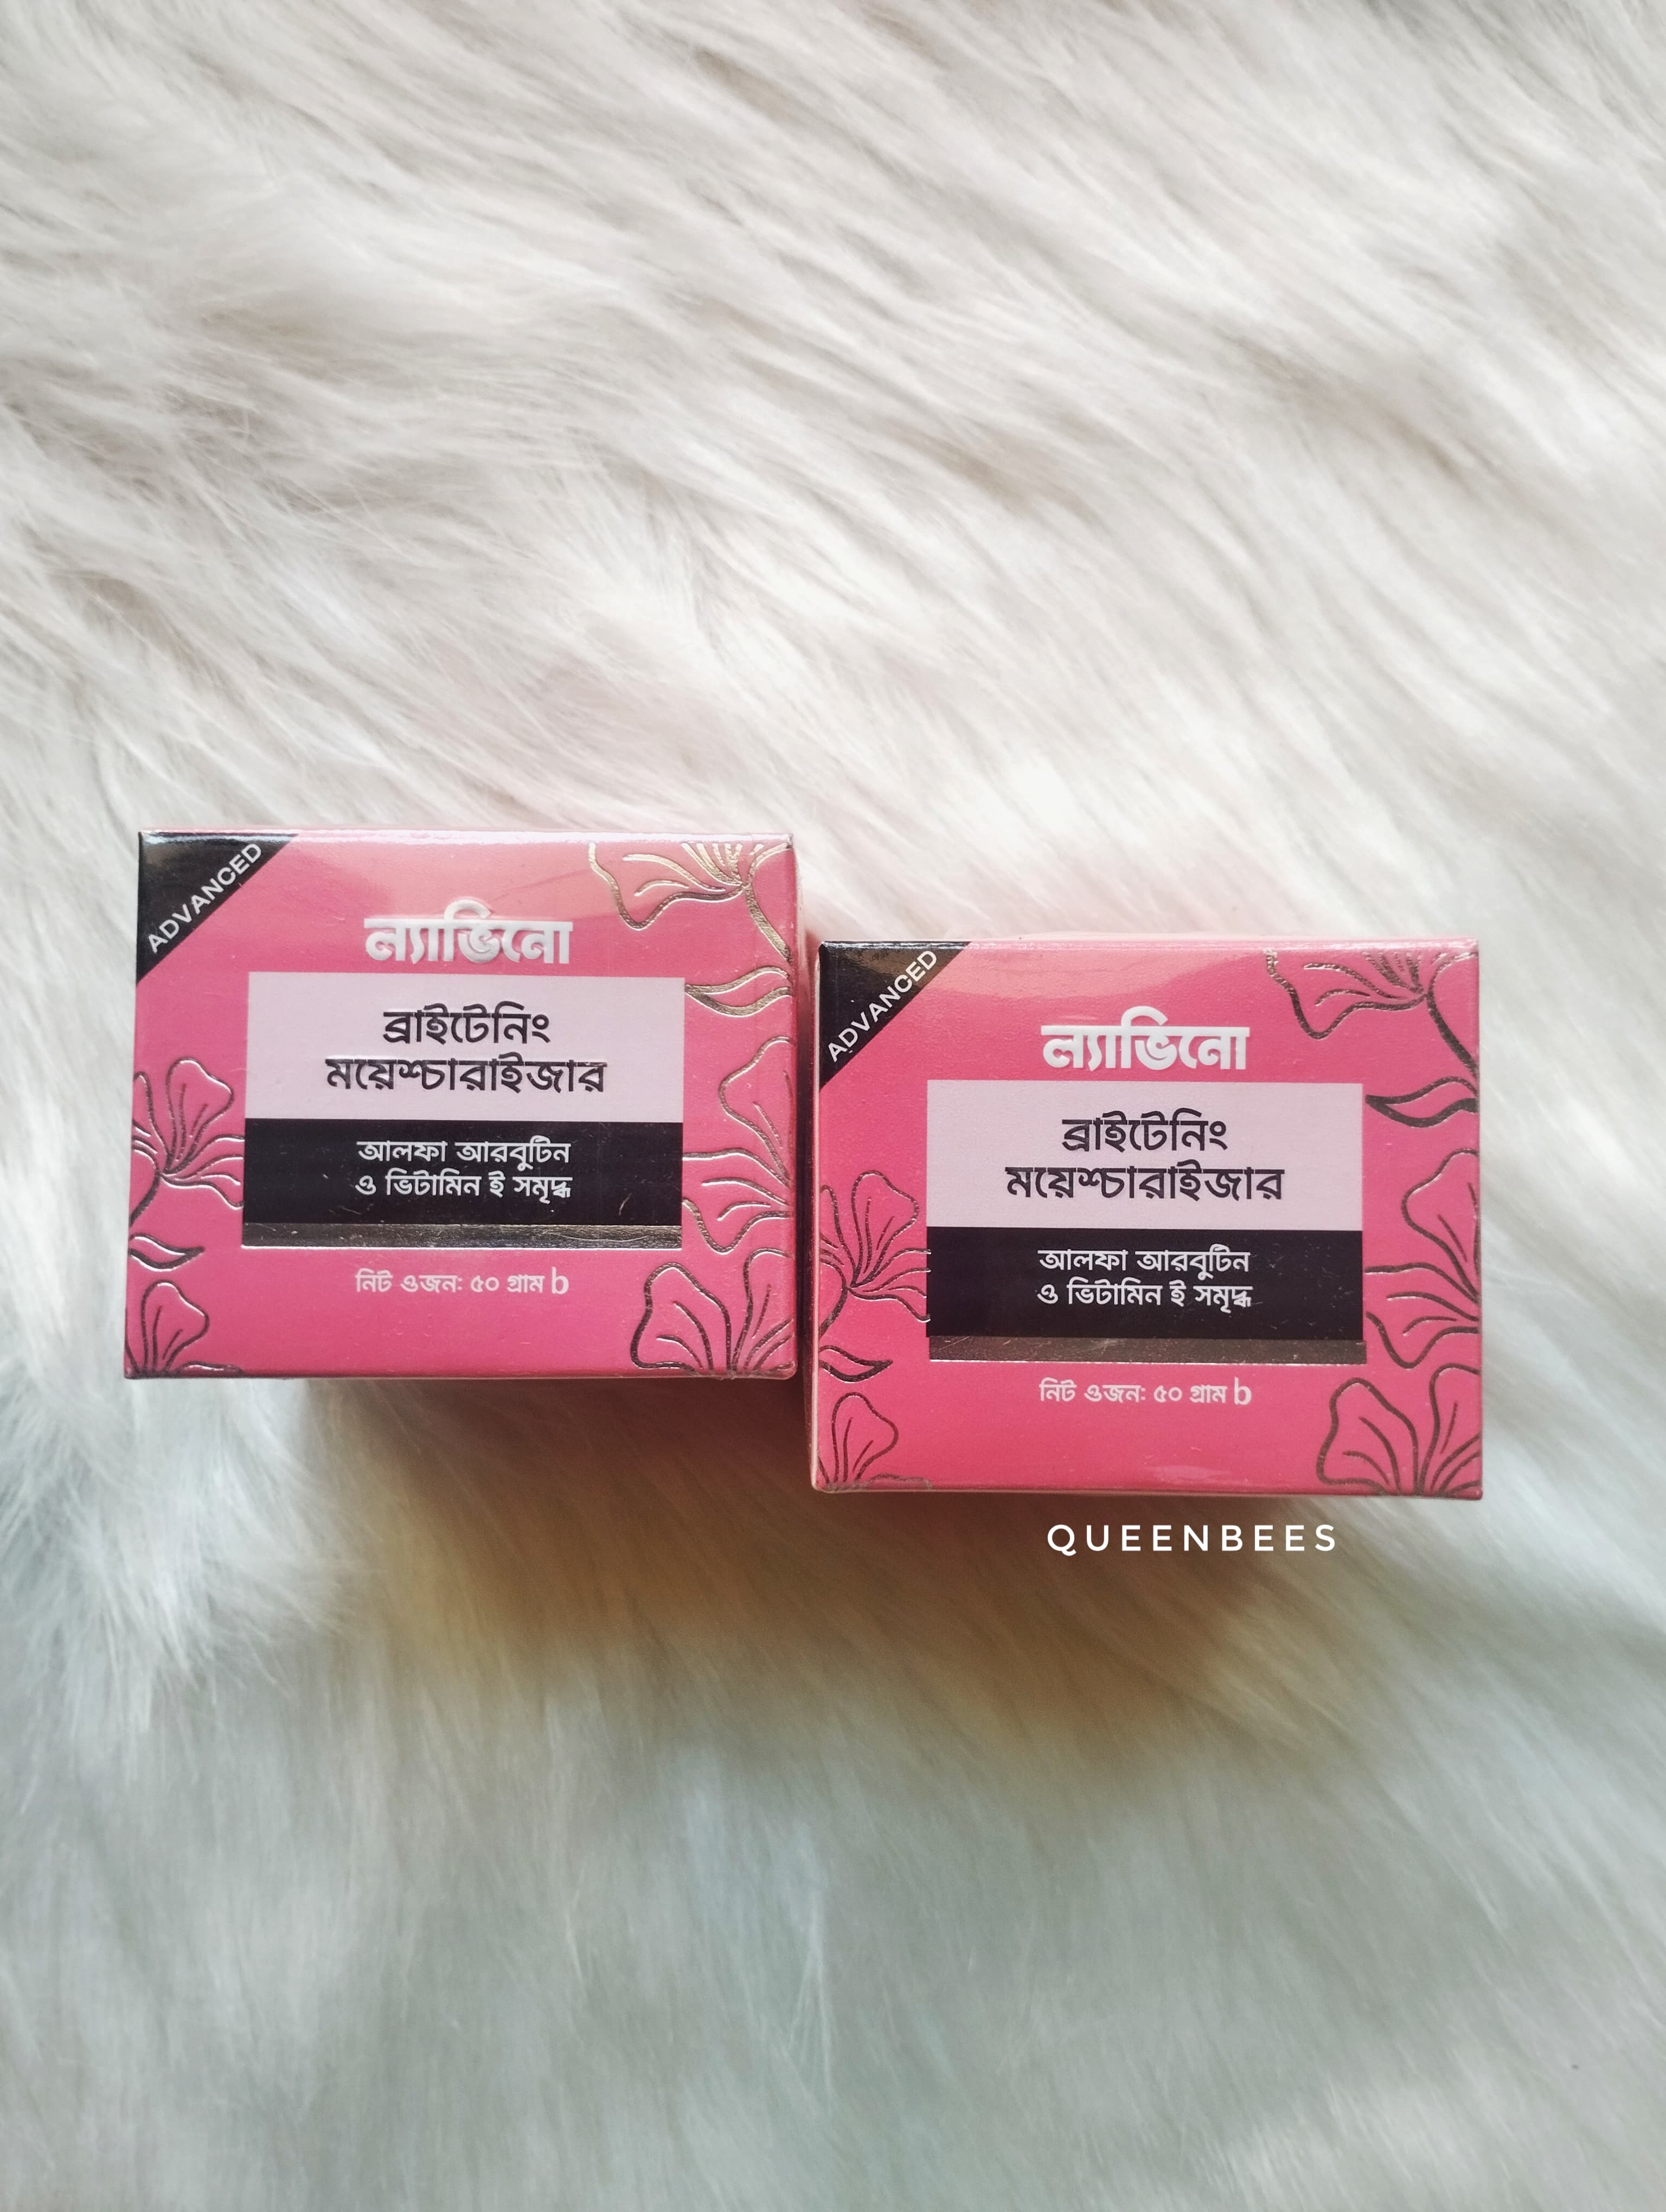 ADVANCED
ল্যাভিনো
ব্রাইটেনিং
ময়েশ্চারাইজার
আলফা আরবুটিন
ও ভিটামিন ই সমৃদ্ধ
নিট ওজন: ৫০ গ্রাম b
ADVANCED
ল্যাভিনো
ব্রাইটেনিং
ময়েশ্চারাইজার
আলফা আরবুটিন
ও ভিটামিন ই সমৃদ্ধ
নিট ওজন: ৫০ গ্রাম b
QUEENBEES